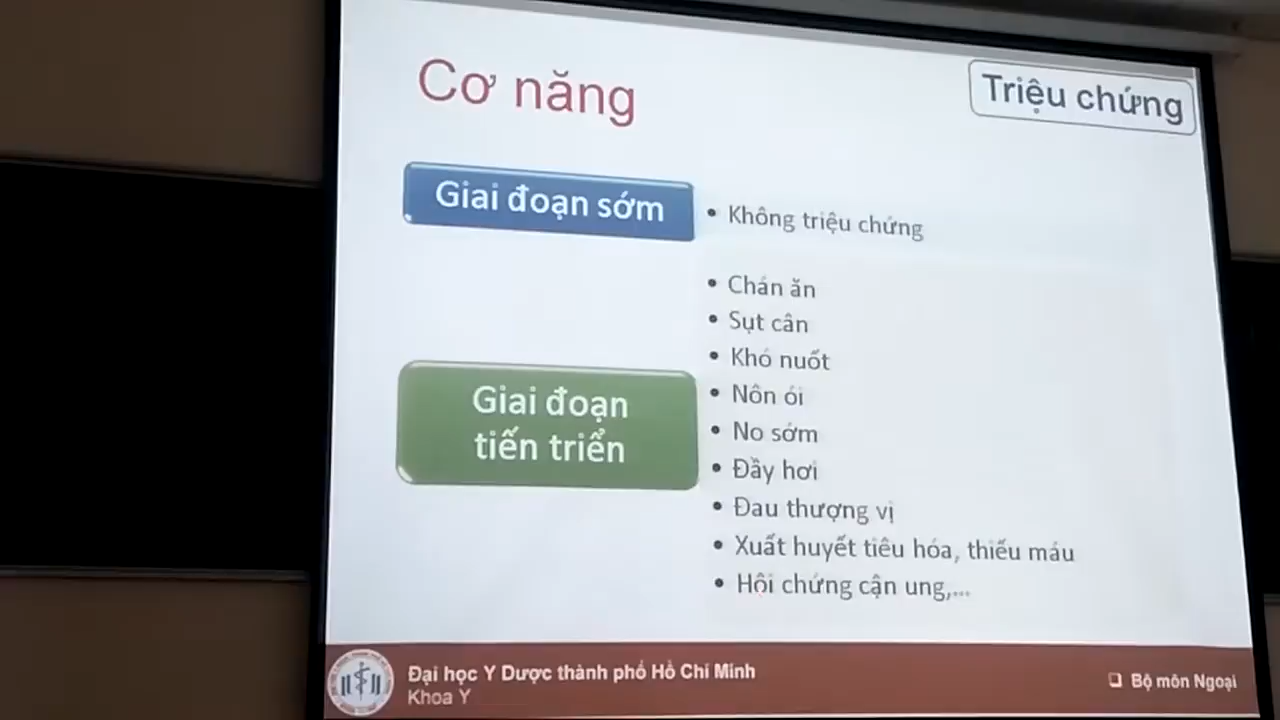 Cơ năng
Triệu chứng
Giai đoạn sớm
• Không triệu chứng
Giai đoạn
tiến triển
• Chán ăn
• Sụt cân
• Khó nuốt
• Nôn ói
• No sớm
• Đầy hơi
• Đau thượng vị
• Xuất huyết tiêu hóa, thiếu máu
• Hội chứng cận ung,...
Đại học Y Dược thành phố Hồ Chí Minh
Khoa Y
❑ Bộ môn Ngoại